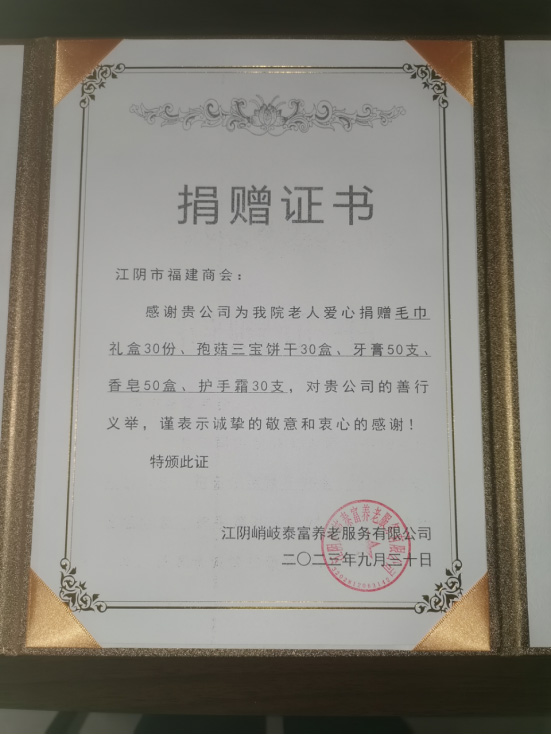 捐赠证书
江阴市福建商会：
感谢贵公司为我院老人爱心捐赠毛巾
礼盒30份、孢菇三宝饼干30盒、牙膏50支、
香皂50盒、护手霜30支，对贵公司的善行
义举，谨表示诚挚的敬意和衷心的感谢！
特颁此证
江阴峭岐泰富养老服务有限公司
二〇二三年九月三十日